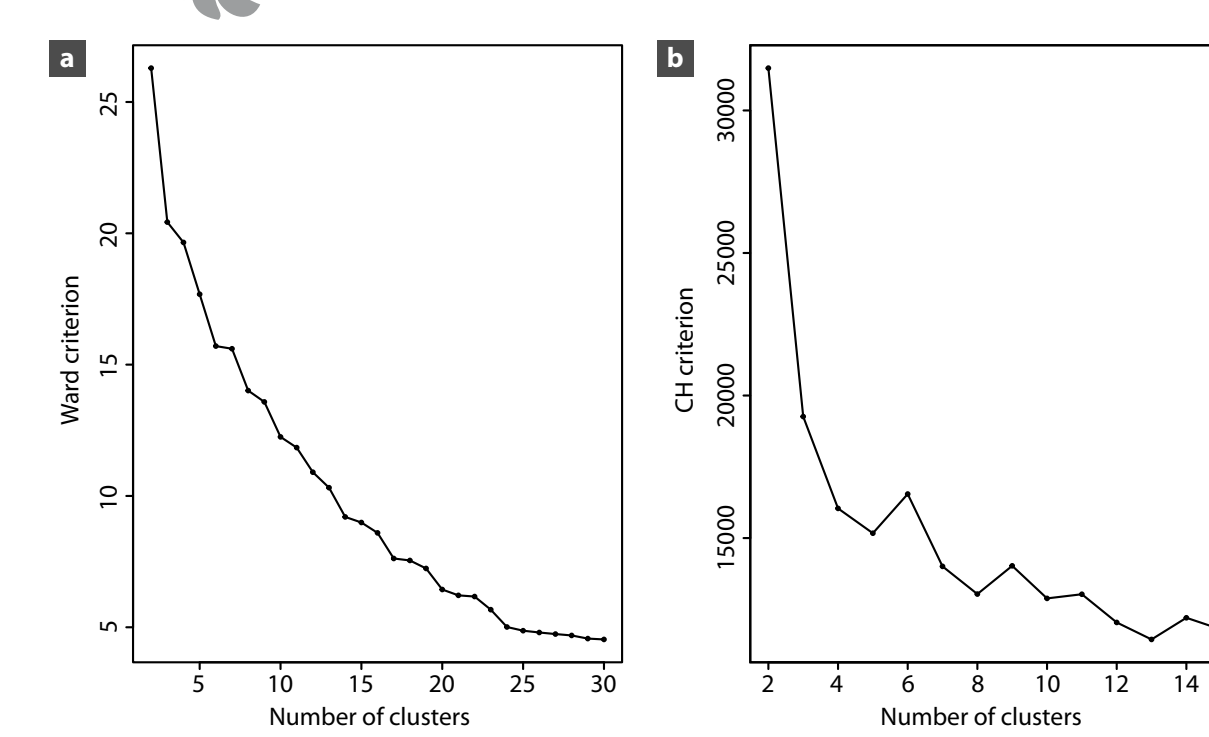 a
25
20
15
10
5
Ward criterion
5 10 15 20 25 30
Number of clusters
b
30000
25000
20000
15000
CH criterion
2 4 6 8 10 12 14
Number of clusters